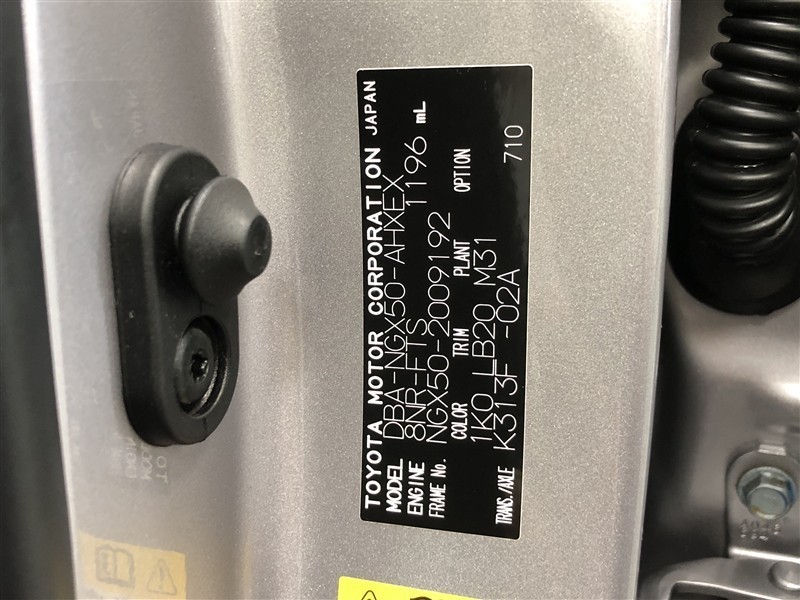 TOYOTA MOTOR CORPORATION JAPAN
MODEL DBA-NGX50-AHXEX
ENGINE 8NR-FTS 1196 mL
FRAME No. NGX50-2009192
COLOR TRIM PLANT OPTION
1K0 LB20 M31
TRANS./AXLE K313F -02A 710